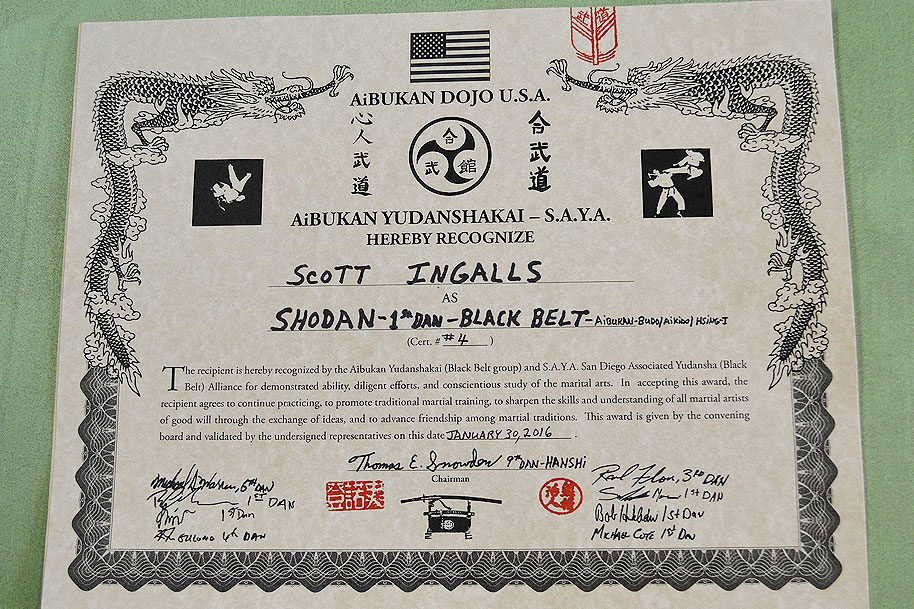 武道
AiBUKAN DOJO U.S.A.
心人武道
合武館
合武道
AiBUKAN YUDANSHAKAI – S.A.Y.A.
HEREBY RECOGNIZE
SCOTT INGALLS
AS
SHODAN-1st DAN-BLACK BELT-AiBUKAN-BUDO/AiKiDO/HSING-I
(Cert. # #4 )
The recipient is hereby recognized by the Aibukan Yudanshakai (Black Belt group) and S.A.Y.A. San Diego Associated Yudansha (Black
Belt) Alliance for demonstrated ability, diligent efforts, and conscientious study of the marital arts. In accepting this award, the
recipient agrees to continue practicing, to promote traditional martial training, to sharpen the skills and understanding of all martial artists
of good will through the exchange of ideas, and to advance friendship among martial traditions. This award is given by the convening
board and validated by the undersigned representatives on this date JANUARY 30, 2016 .
Thomas E. Snowden 9th DAN-HANSHi
Chairman
6th DAN
1st DAN
1st DAN
4th DAN
3RD DAN
1st DAN
Bob 1st DAN
MICHAEL COTE 1st DAN